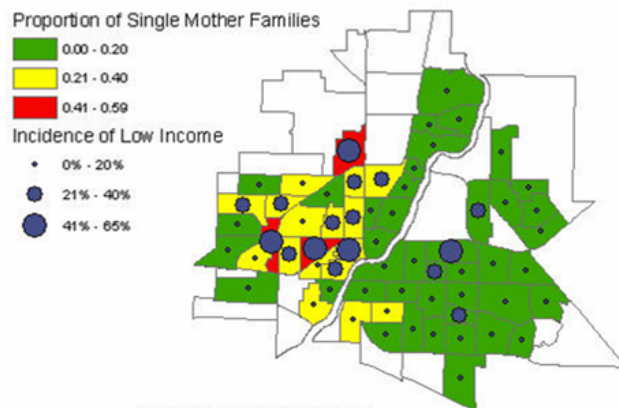 Proportion of Single Mother Families
0.00 - 0.20
0.21 - 0.40
0.41 - 0.59
Incidence of Low Income
0% - 20%
21% - 40%
41% - 65%